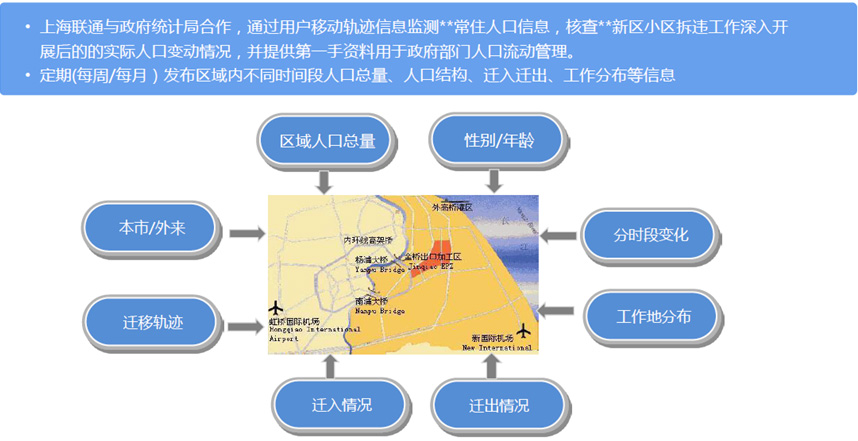 • 上海联通与政府统计局合作，通过用户移动轨迹信息监测**常住人口信息，核查**新区小区拆违工作深入开
展后的的实际人口变动情况，并提供第一手资料用于政府部门人口流动管理。
• 定期(每周/每月）发布区域内不同时间段人口总量、人口结构、迁入迁出、工作分布等信息
区域人口总量
性别/年龄
本市/外来
分时段变化
迁移轨迹
工作地分布
迁入情况
迁出情况
外高桥灌区
内环线高架桥
杨浦大桥
Yangpu Bridge
金桥出口加工区
Jinqiao EPZ
南浦大桥
Nanpu Bridge
虹桥国际机场
Hongqiao International
Airport
新国际机场
New International